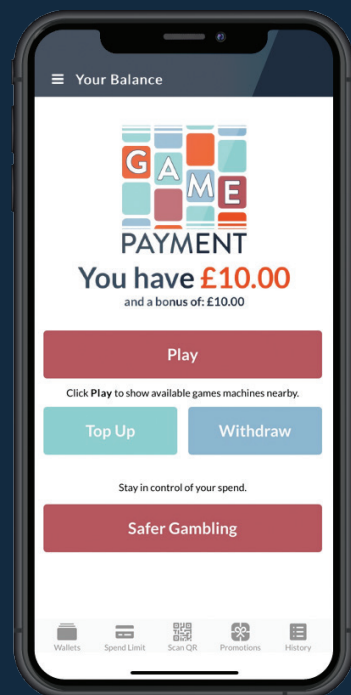 Your Balance
GAME
PAYMENT
You have £10.00
and a bonus of: £10.00
Play
Click Play to show available games machines nearby.
Top Up
Withdraw
Stay in control of your spend.
Safer Gambling
Wallets
Spend Limit
Scan QR
Promotions
History